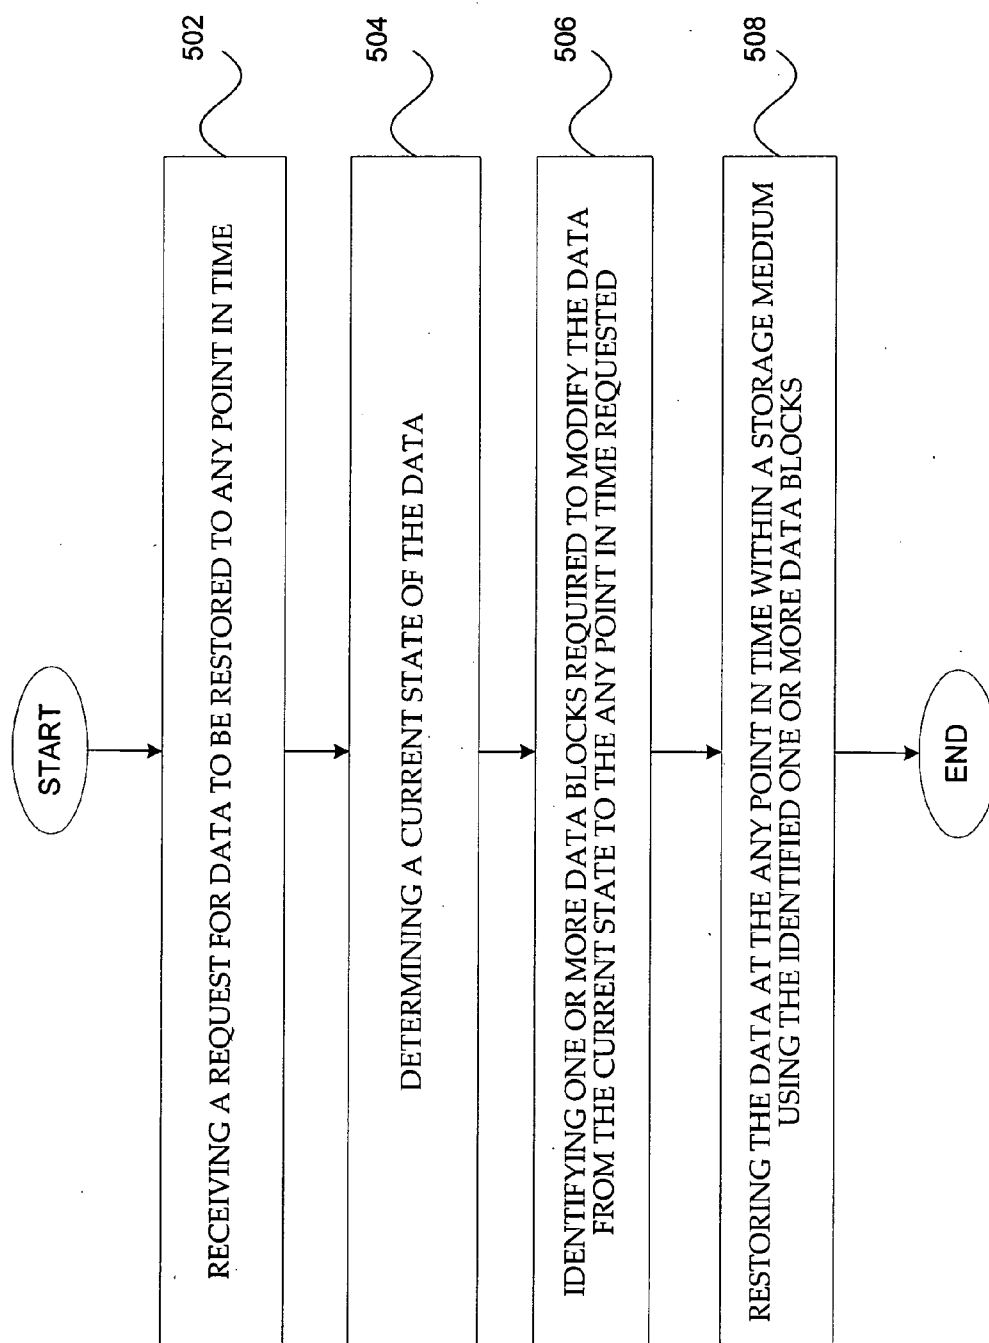 START
RECEIVING A REQUEST FOR DATA TO BE RESTORED TO ANY POINT IN TIME
502
DETERMINING A CURRENT STATE OF THE DATA
504
IDENTIFYING ONE OR MORE DATA BLOCKS REQUIRED TO MODIFY THE DATA
FROM THE CURRENT STATE TO THE ANY POINT IN TIME REQUESTED
506
RESTORING THE DATA AT THE ANY POINT IN TIME WITHIN A STORAGE MEDIUM
USING THE IDENTIFIED ONE OR MORE DATA BLOCKS
508
END